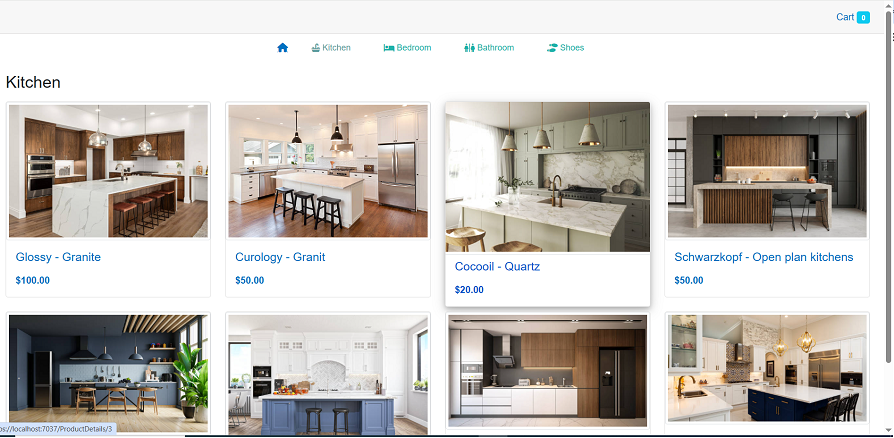 Cart 0
Kitchen Bedroom Bathroom Shoes
Kitchen
Glossy - Granite
$100.00
Curology - Granit
$50.00
Cocooil - Quartz
$20.00
Schwarzkopf - Open plan kitchens
$50.00
ps://localhost:7037/ProductDetails/3